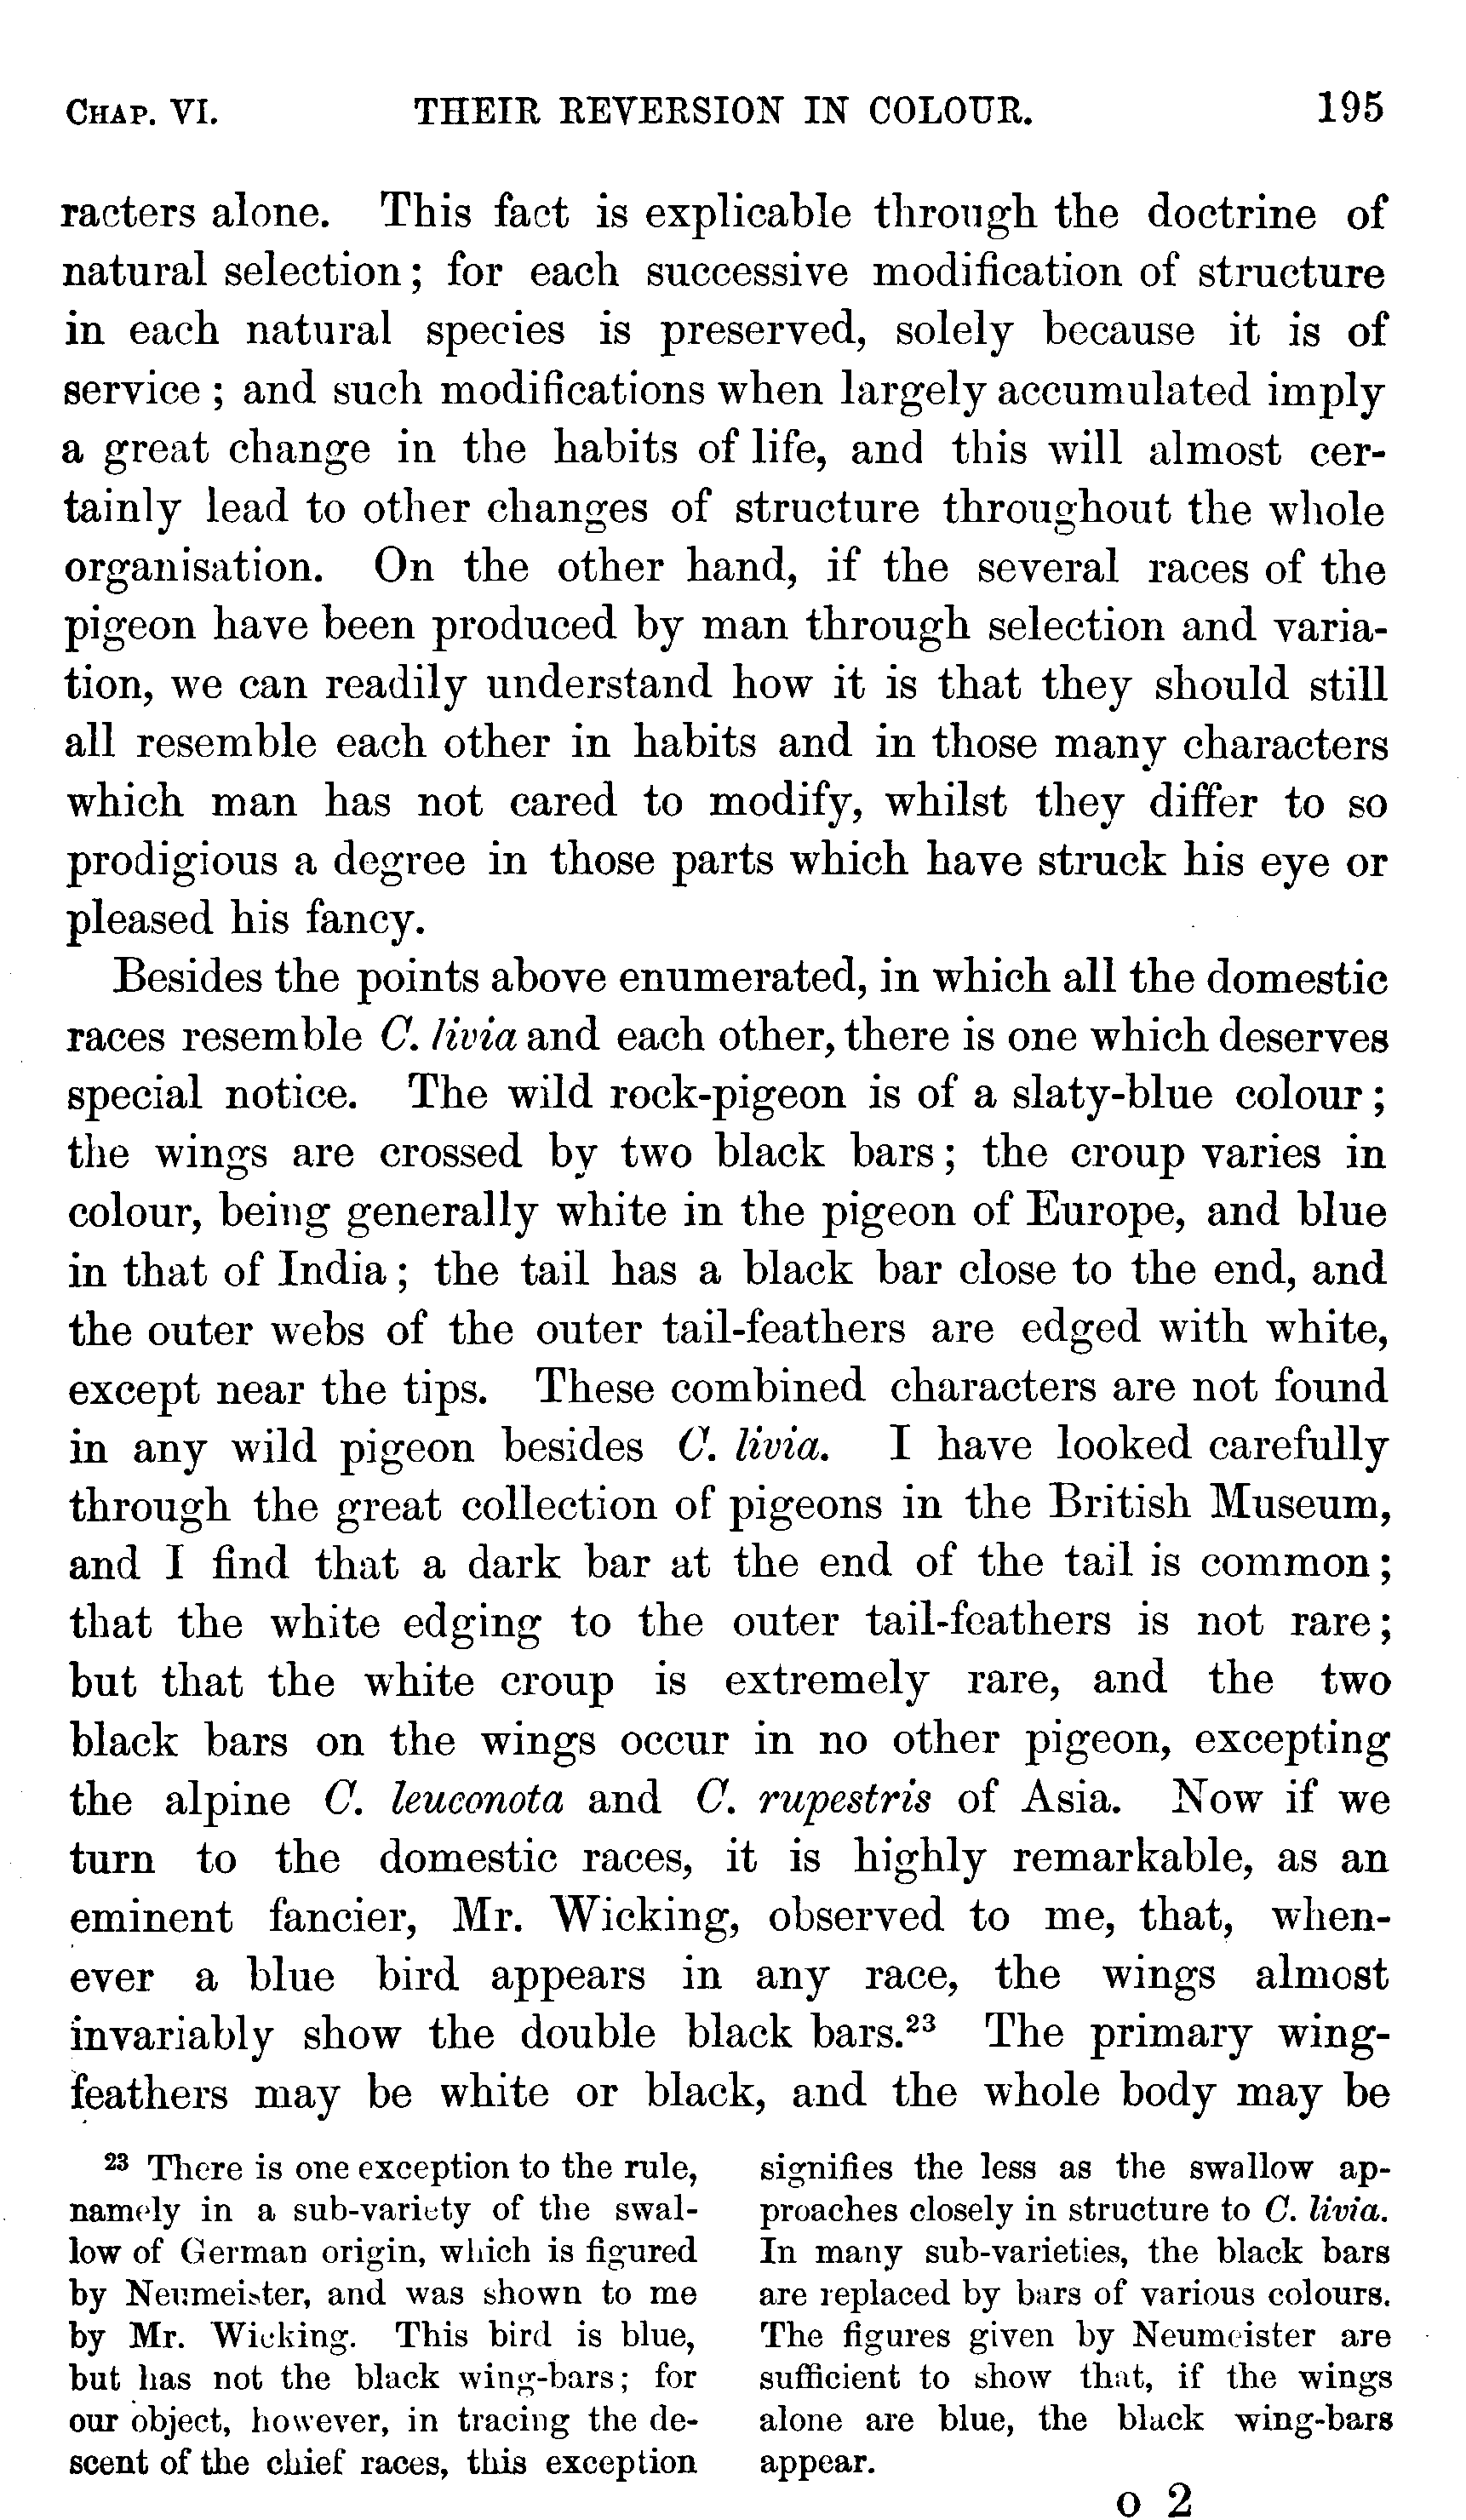 CHAP. VI. THEIR REVERSION IN COLOUR. 195
racters alone. This fact is explicable through the doctrine of
natural selection; for each successive modification of structure
in each natural species is preserved, solely because it is of
service; and such modifications when largely accumulated imply
a great change in the habits of life, and this will almost cer-
tainly lead to other changes of structure throughout the whole
organisation. On the other hand, if the several races of the
pigeon have been produced by man through selection and varia-
tion, we can readily understand how it is that they should still
all resemble each other in habits and in those many characters
which man has not cared to modify, whilst they differ to so
prodigious a degree in those parts which have struck his eye or
pleased his fancy.
Besides the points above enumerated, in which all the domestic
races resemble C. livia and each other, there is one which deserves
special notice. The wild rock-pigeon is of a slaty-blue colour;
the wings are crossed by two black bars; the croup varies in
colour, being generally white in the pigeon of Europe, and blue
in that of India; the tail has a black bar close to the end, and
the outer webs of the outer tail-feathers are edged with white,
except near the tips. These combined characters are not found
in any wild pigeon besides C. livia. I have looked carefully
through the great collection of pigeons in the British Museum,
and I find that a dark bar at the end of the tail is common;
that the white edging to the outer tail-feathers is not rare;
but that the white croup is extremely rare, and the two
black bars on the wings occur in no other pigeon, excepting
the alpine C. leuconota and C. rupestris of Asia. Now if we
turn to the domestic races, it is highly remarkable, as an
eminent fancier, Mr. Wicking, observed to me, that, when-
ever a blue bird appears in any race, the wings almost
invariably show the double black bars.²³ The primary wing-
feathers may be white or black, and the whole body may be
²³ There is one exception to the rule,
namely in a sub-variety of the swal-
low of German origin, which is figured
by Neumeister, and was shown to me
by Mr. Wicking. This bird is blue,
but has not the black wing-bars; for
our object, however, in tracing the de-
scent of the chief races, this exception
signifies the less as the swallow ap-
proaches closely in structure to C. livia.
In many sub-varieties, the black bars
are replaced by bars of various colours.
The figures given by Neumeister are
sufficient to show that, if the wings
alone are blue, the black wing-bars
appear.
O 2